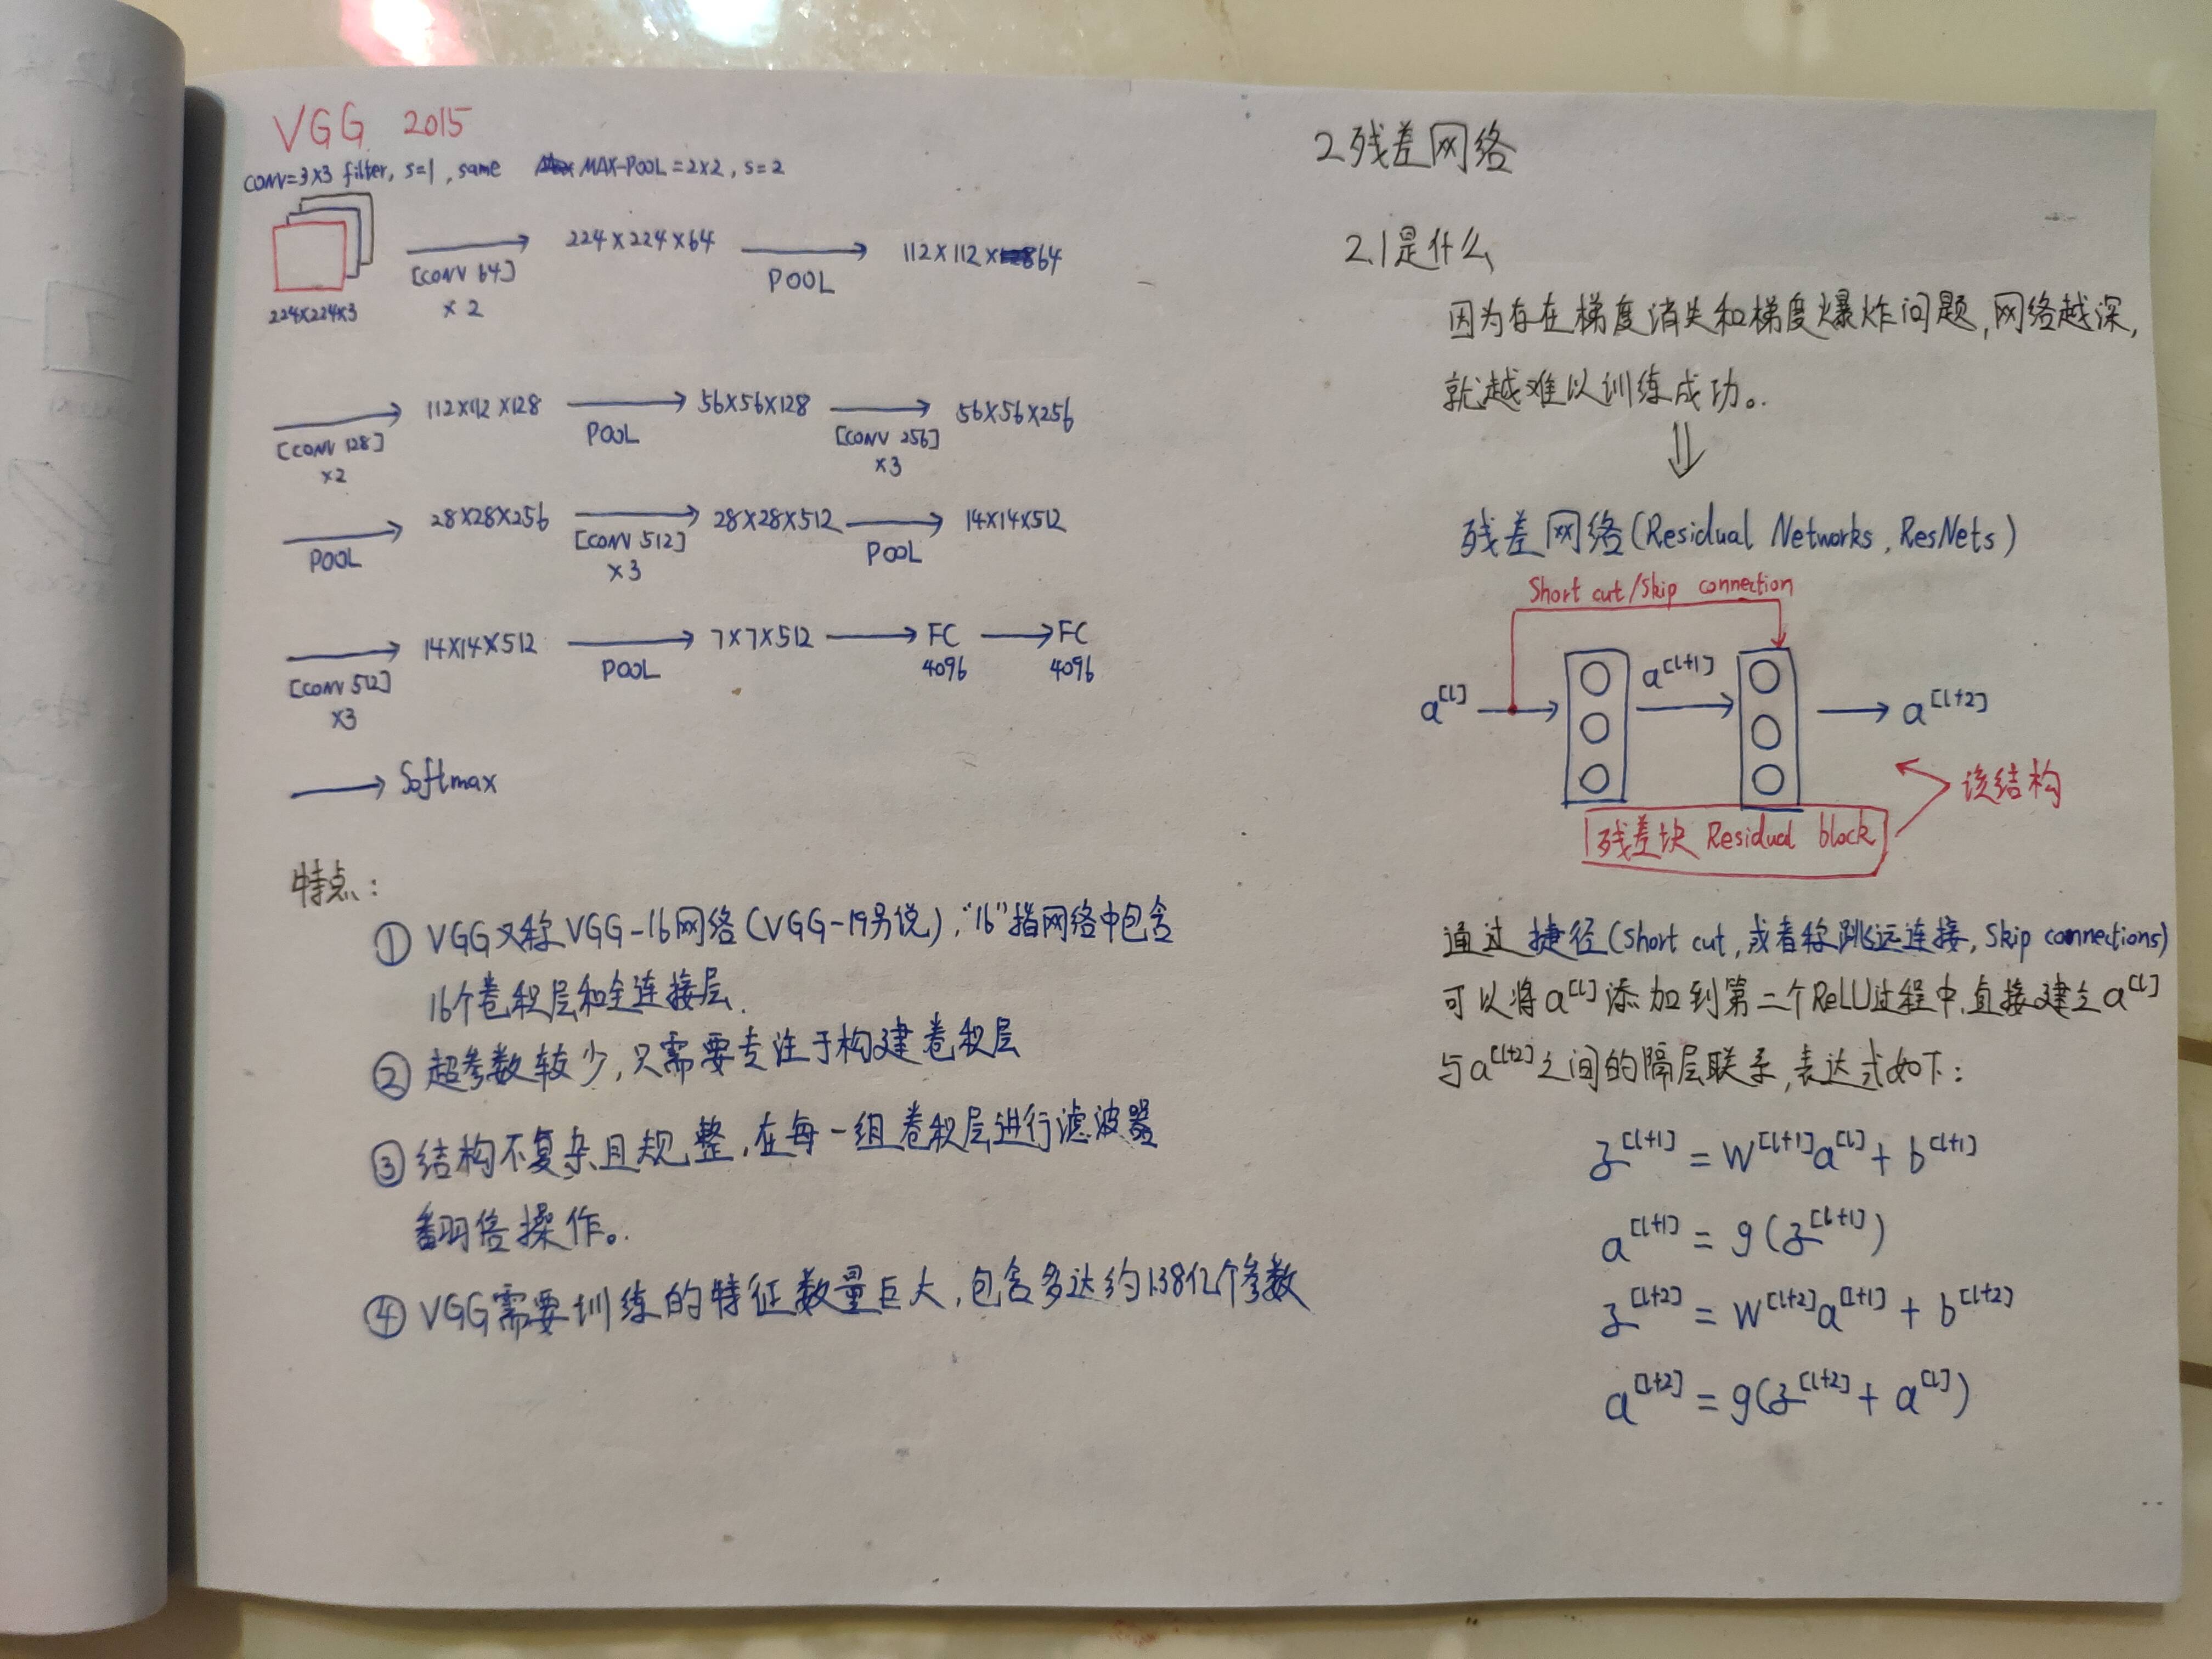 VGG 2015
CONV=3×3 filter, s=1, same MAX-POOL=2×2, s=2
224×224×3
[CONV 64]
×2
224×224×64
POOL
112×112×64
[CONV 128]
×2
112×112×128
POOL
56×56×128
[CONV 256]
×3
56×56×256
POOL
28×28×256
[CONV 512]
×3
28×28×512
POOL
14×14×512
[CONV 512]
×3
14×14×512
POOL
7×7×512
FC
4096
FC
4096
Softmax
特点:
① VGG又称VGG-16网络(VGG-19另说),"16"指网络中包含
16个卷积层和全连接层.
② 超参数较少,只需要专注于构建卷积层
③ 结构不复杂且规整,在每一组卷积层进行滤波器
翻倍操作。
④ VGG需要训练的特征数量巨大,包含多达约1.38亿个参数
2.残差网络
2.1是什么
因为存在梯度消失和梯度爆炸问题,网络越深,
就越难以训练成功。
⇓
残差网络(Residual Networks, ResNets)
Short cut/Skip connection
a[l]
a[l+1]
a[l+2]
该结构
残差块 Residual block
通过捷径(Short cut,或者称跳远连接,Skip connections)
可以将a[l]添加到第二个ReLU过程中,直接建立a[l]
与a[l+2]之间的隔层联系,表达式如下:
z[l+1] = W[l+1]a[l] + b[l+1]
a[l+1] = g(z[l+1])
z[l+2] = W[l+2]a[l+1] + b[l+2]
a[l+2] = g(z[l+2] + a[l])